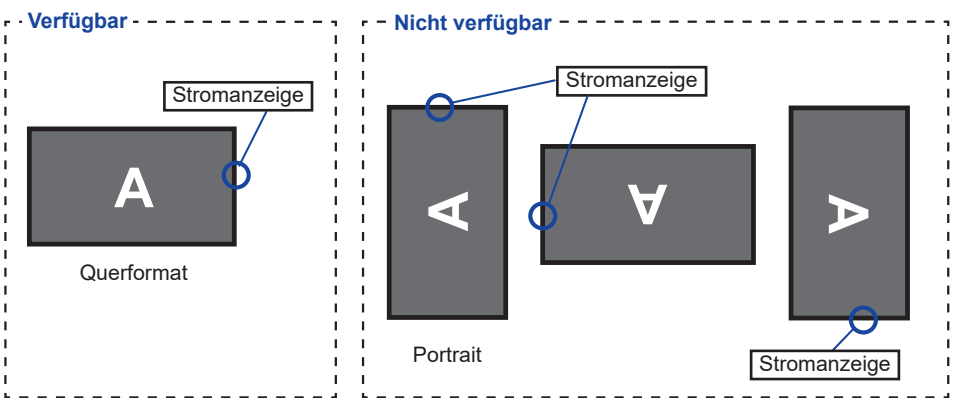 Verfügbar
Stromanzeige
A
Querformat
Nicht verfügbar
Stromanzeige
A
A
A
Portrait
Stromanzeige